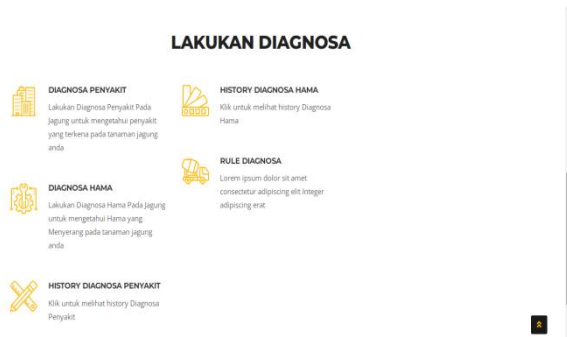 LAKUKAN DIAGNOSA
DIAGNOSA PENYAKIT
Lakukan Diagnosa Penyakit Pada
Jagung untuk mengetahui penyakit
yang terkena pada tanaman jagung
anda
DIAGNOSA HAMA
Lakukan Diagnosa Hama Pada Jagung
untuk mengetahui Hama yang
Menyerang pada tanaman jagung
anda
HISTORY DIAGNOSA PENYAKIT
Klik untuk melihat history Diagnosa
Penyakit
HISTORY DIAGNOSA HAMA
Klik untuk melihat history Diagnosa
Hama
RULE DIAGNOSA
Lorem ipsum dolor sit amet
consectetur adipiscing elit Integer
adipiscing erat